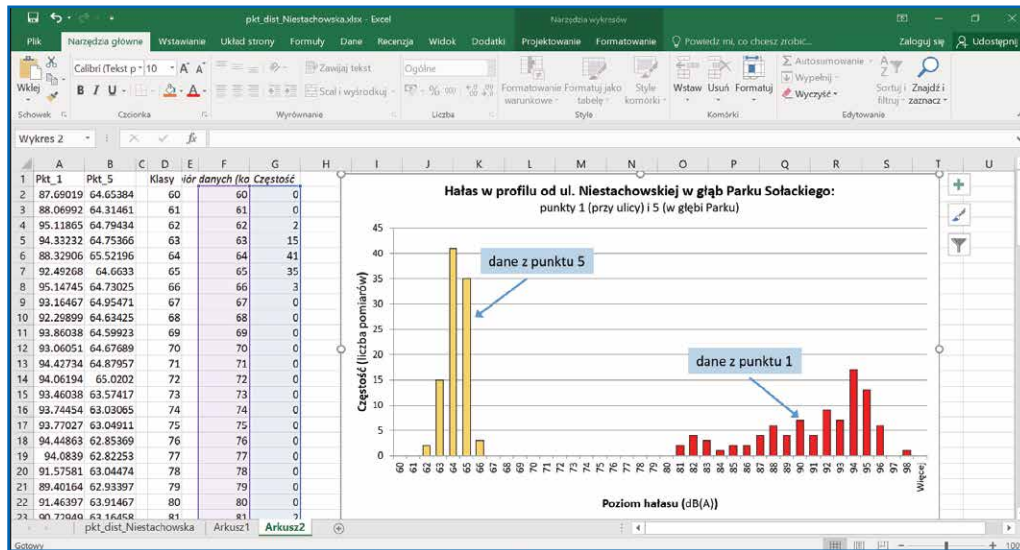 pkt_dist_Niestachowska.xlsx - Excel
Narzędzia wykresów
Plik Narzędzia główne Wstawianie Układ strony Formuły Dane Recenzja Widok Dodatki Projektowanie Formatowanie Powiedz mi, co chcesz zrobić... Zaloguj się Udostępnij
Wklej
Calibri (Tekst p 10 A A
B I U A
Zawijaj tekst
Scal i wyśrodkuj
Ogólne
% 000
Formatowanie warunkowe
Formatuj jako tabelę
Style komórki
Wstaw Usuń Formatuj
Autosumowanie
Wypełnij
Wyczyść
Sortuj i filtruj
Znajdź i zaznacz
Schowek Czcionka Wyrównanie Liczba Style Komórki Edytowanie
Wykres 2 fx
A B C D E F G H I J K L M N O P Q R S T U
1 Pkt_1 Pkt_5 Klasy iór danych (ko Częstość
2 87.69019 64.65384 60 60 0
3 88.06992 64.31461 61 61 0
4 95.11865 64.79434 62 62 2
5 94.33232 64.75366 63 63 15
6 88.32906 65.52196 64 64 41
7 92.49268 64.6633 65 65 35
8 95.14745 64.73025 66 66 3
9 93.16467 64.95471 67 67 0
10 92.29899 64.63425 68 68 0
11 93.86038 64.59923 69 69 0
12 93.06051 64.67689 70 70 0
13 94.42734 64.87957 71 71 0
14 94.06194 65.0202 72 72 0
15 93.46038 63.57417 73 73 0
16 93.74454 63.03065 74 74 0
17 93.77027 63.04911 75 75 0
18 94.44863 62.85369 76 76 0
19 94.0839 62.82253 77 77 0
20 91.57581 63.04474 78 78 0
21 89.40164 62.93397 79 79 0
22 91.46397 63.91467 80 80 0
23 90.72949 63.16458 81 81 2
Hałas w profilu od ul. Niestachowskiej w głąb Parku Sołackiego:
punkty 1 (przy ulicy) i 5 (w głębi Parku)
Częstość (liczba pomiarów)
45
40
35
30
25
20
15
10
5
0
dane z punktu 5
dane z punktu 1
60 61 62 63 64 65 66 67 68 69 70 71 72 73 74 75 76 77 78 79 80 81 82 83 84 85 86 87 88 89 90 91 92 93 94 95 96 97 98 Więcej
Poziom hałasu (dB(A))
pkt_dist_Niestachowska Arkusz1 Arkusz2
Gotowy 100